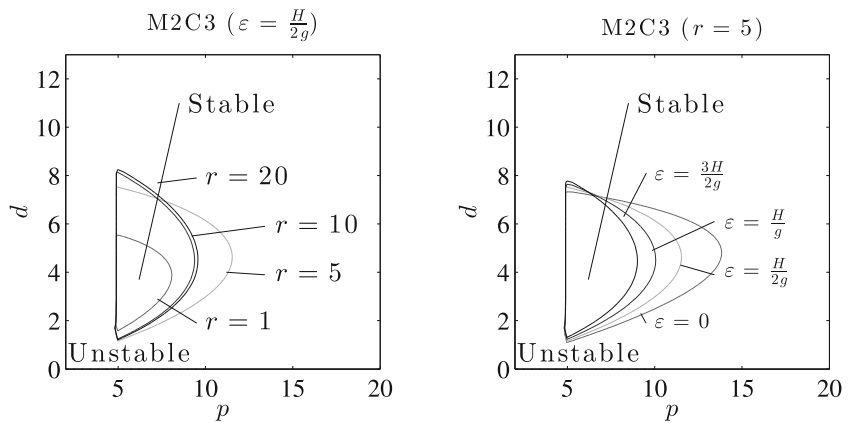 M2C3 (ε = H/2g)
12
10
8
6
4
2
0
d
Stable
r = 20
r = 10
r = 5
r = 1
Unstable
5 10 15 20
p
M2C3 (r = 5)
12
10
8
6
4
2
0
d
Stable
ε = 3H/2g
ε = H/g
ε = H/2g
ε = 0
Unstable
5 10 15 20
p